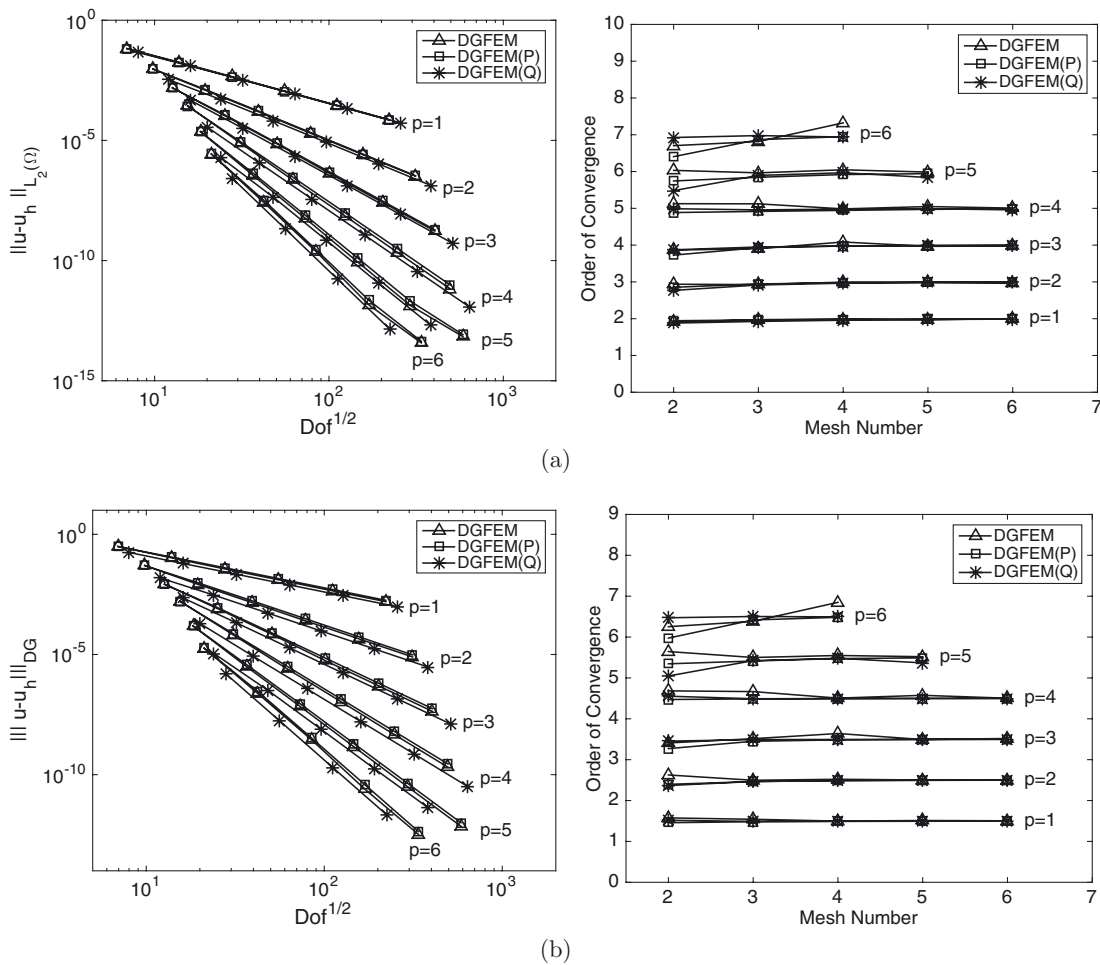 10^0
10^-5
10^-10
10^-15
||u-u_h||_{L_2(Ω)}
DGFEM
DGFEM(P)
DGFEM(Q)
p=1
p=2
p=3
p=4
p=5
p=6
10^1
10^2
10^3
Dof^{1/2}
10
9
8
7
6
5
4
3
2
1
0
Order of Convergence
DGFEM
DGFEM(P)
DGFEM(Q)
p=6
p=5
p=4
p=3
p=2
p=1
2
3
4
5
6
7
Mesh Number
(a)
10^0
10^-5
10^-10
||| u-u_h|||_{DG}
DGFEM
DGFEM(P)
DGFEM(Q)
p=1
p=2
p=3
p=4
p=5
p=6
10^1
10^2
10^3
Dof^{1/2}
9
8
7
6
5
4
3
2
1
0
Order of Convergence
DGFEM
DGFEM(P)
DGFEM(Q)
p=6
p=5
p=4
p=3
p=2
p=1
2
3
4
5
6
7
Mesh Number
(b)